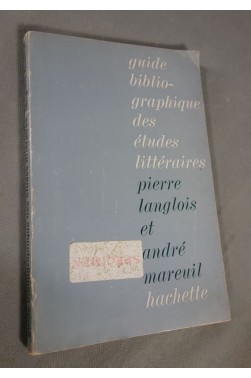 guide
biblio-
graphique
des
études
littéraires
pierre
langlois
et
andré
mareuil
hachette